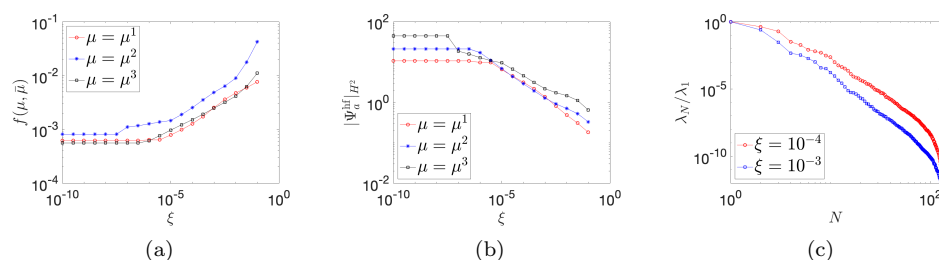 10^{-1}
10^{-2}
10^{-3}
10^{-4}
f(μ, μ̄)
μ = μ^1
μ = μ^2
μ = μ^3
10^{-10} 10^{-5} 10^0
ξ
(a)
10^2
10^0
10^{-2}
|Ψ_a^{hf}|_{H^2}
μ = μ^1
μ = μ^2
μ = μ^3
10^{-10} 10^{-5} 10^0
ξ
(b)
10^0
10^{-5}
10^{-10}
λ_N/λ_1
ξ = 10^{-4}
ξ = 10^{-3}
10^0 10^2
N
(c)